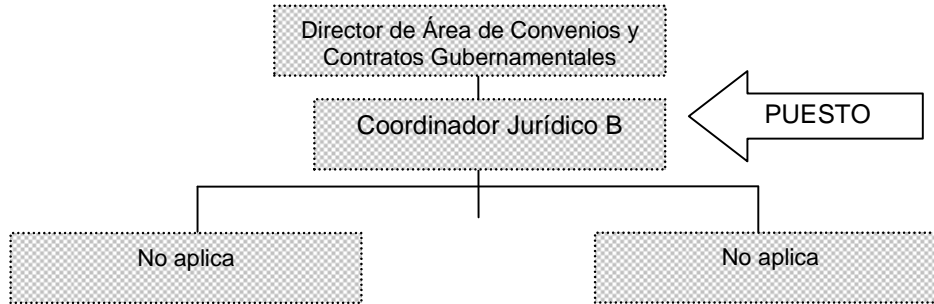 Director de Área de Convenios y
Contratos Gubernamentales
Coordinador Jurídico B
PUESTO
No aplica
No aplica